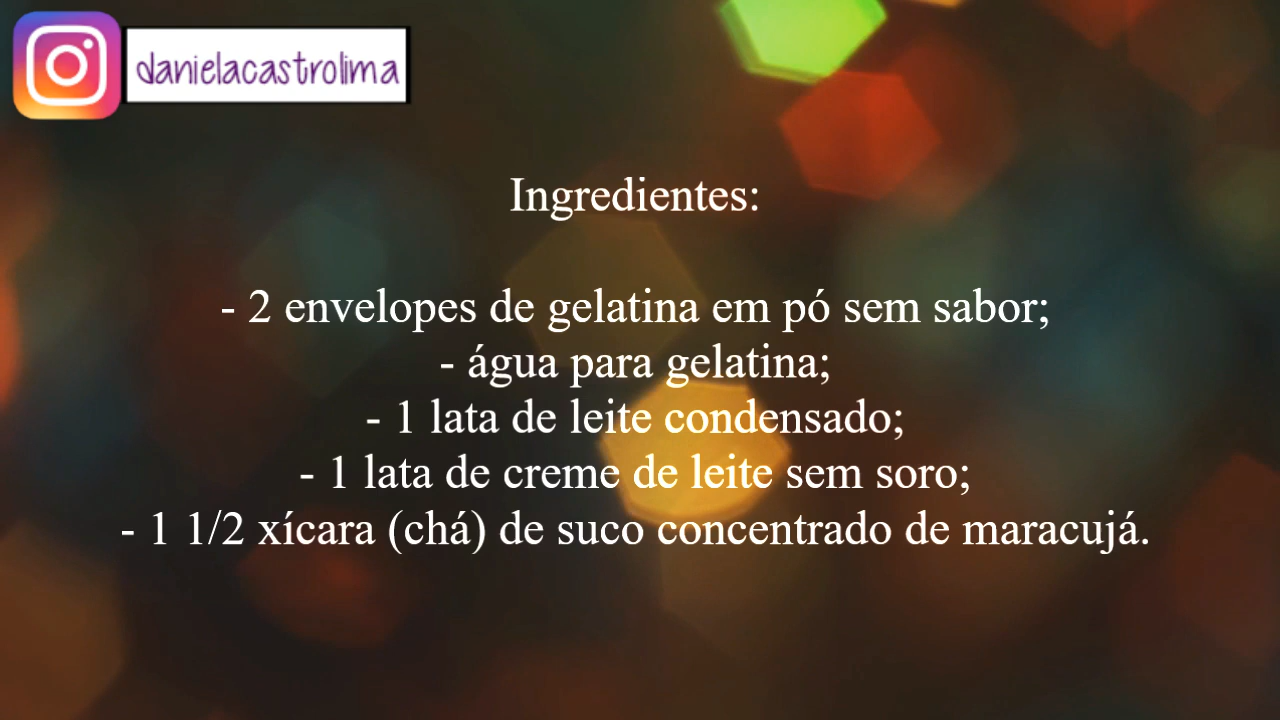 danielacastrolima
Ingredientes:
- 2 envelopes de gelatina em pó sem sabor;
- água para gelatina;
- 1 lata de leite condensado;
- 1 lata de creme de leite sem soro;
- 1 1/2 xícara (chá) de suco concentrado de maracujá.